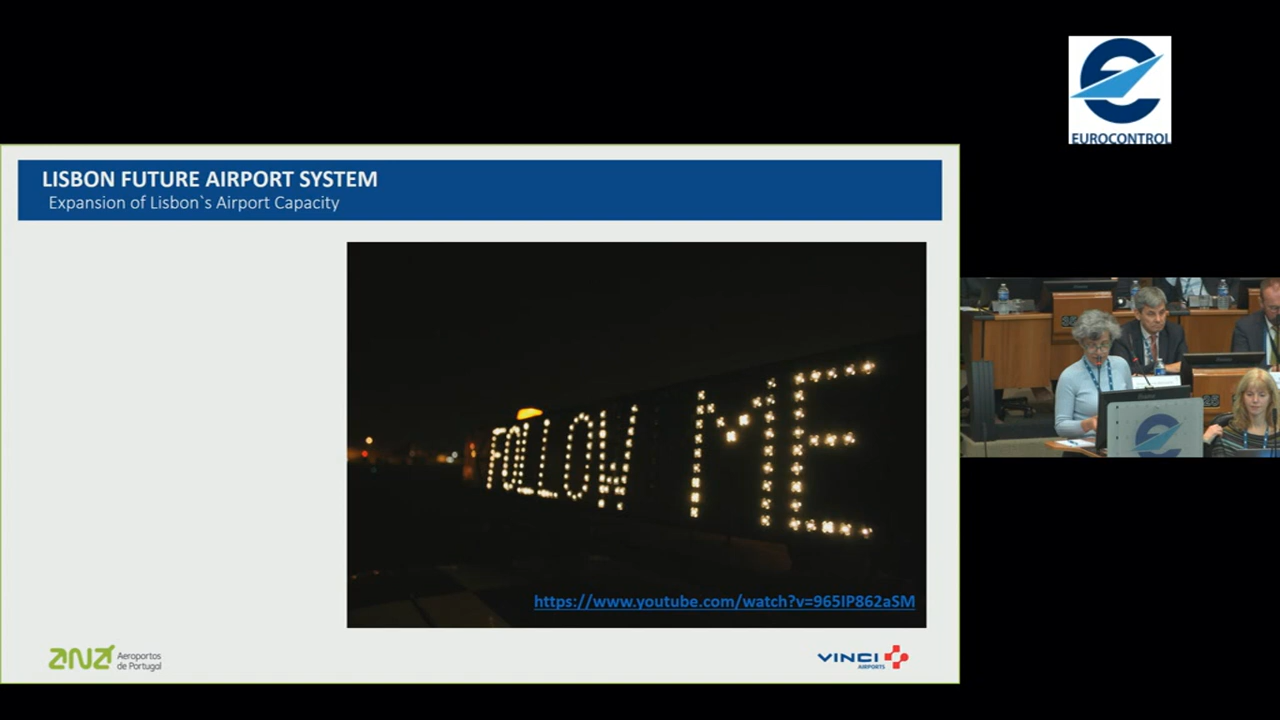 EUROCONTROL
LISBON FUTURE AIRPORT SYSTEM
Expansion of Lisbon`s Airport Capacity
FOLLOW ME
https://www.youtube.com/watch?v=965IP862aSM
ana Aeroportos
de Portugal
VINCI
AIRPORTS